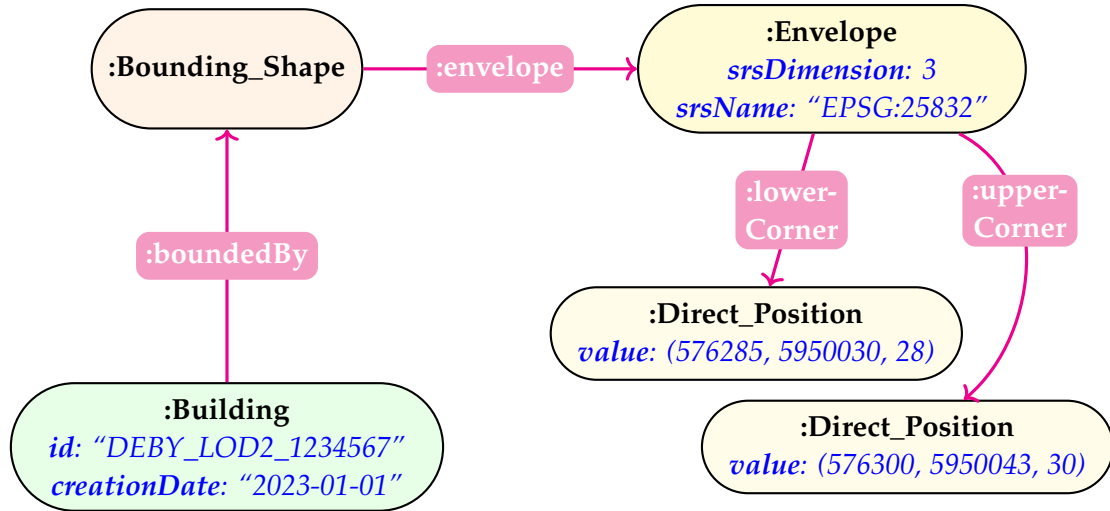 :Bounding_Shape
:envelope
:Envelope
srsDimension: 3
srsName: “EPSG:25832”
:lower-
Corner
:upper-
Corner
:boundedBy
:Direct_Position
value: (576285, 5950030, 28)
:Building
id: “DEBY_LOD2_1234567”
creationDate: “2023-01-01”
:Direct_Position
value: (576300, 5950043, 30)